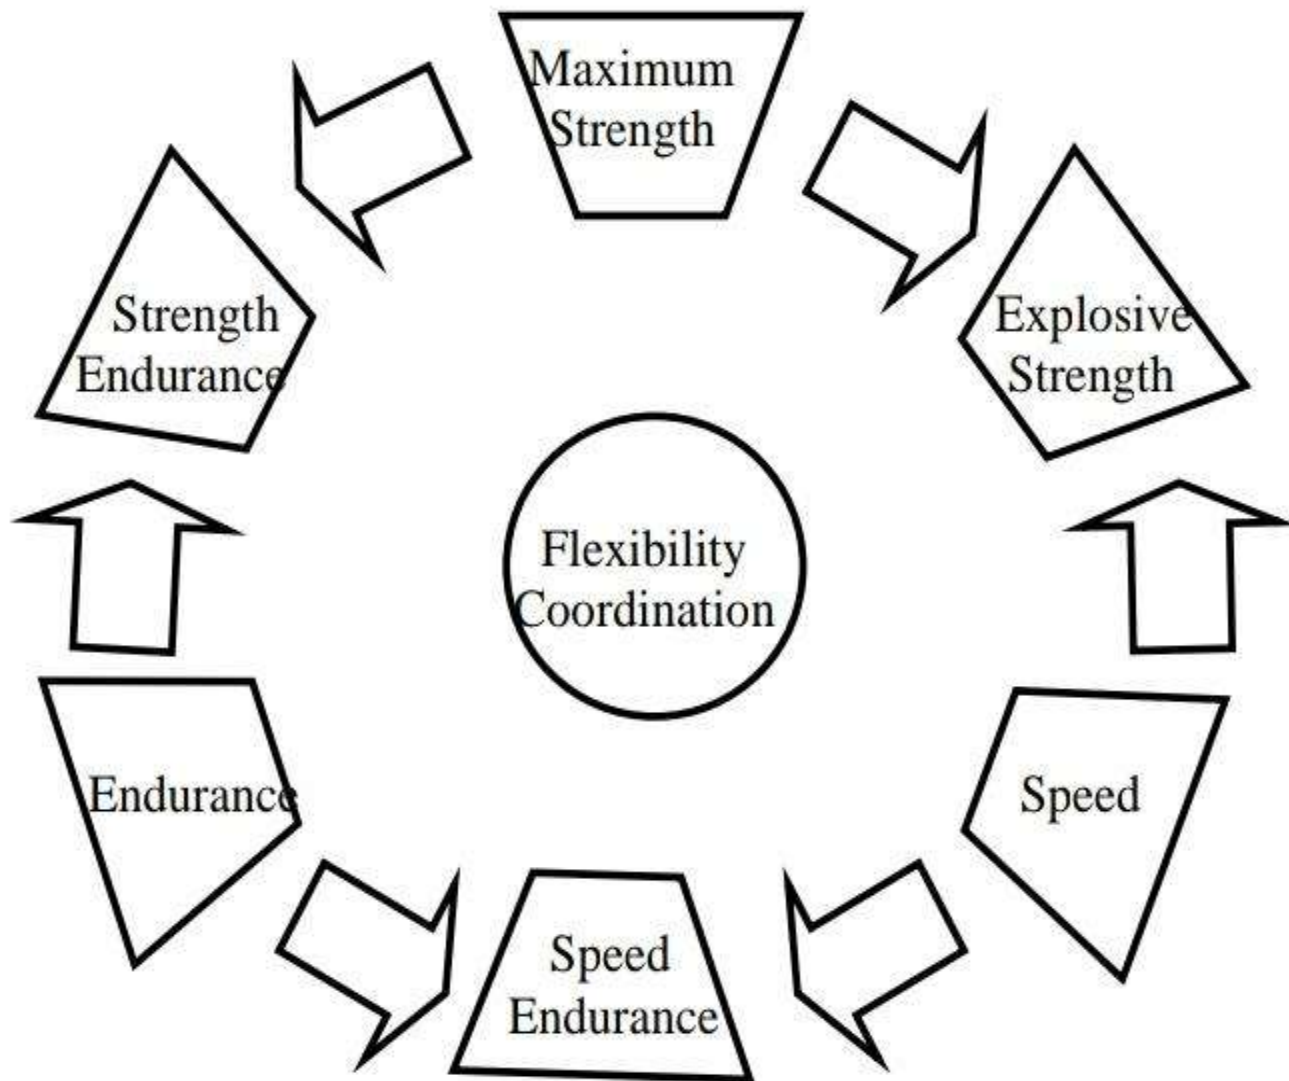 Maximum
Strength
Strength
Endurance
Explosive
Strength
Flexibility
Coordination
Endurance
Speed
Speed
Endurance